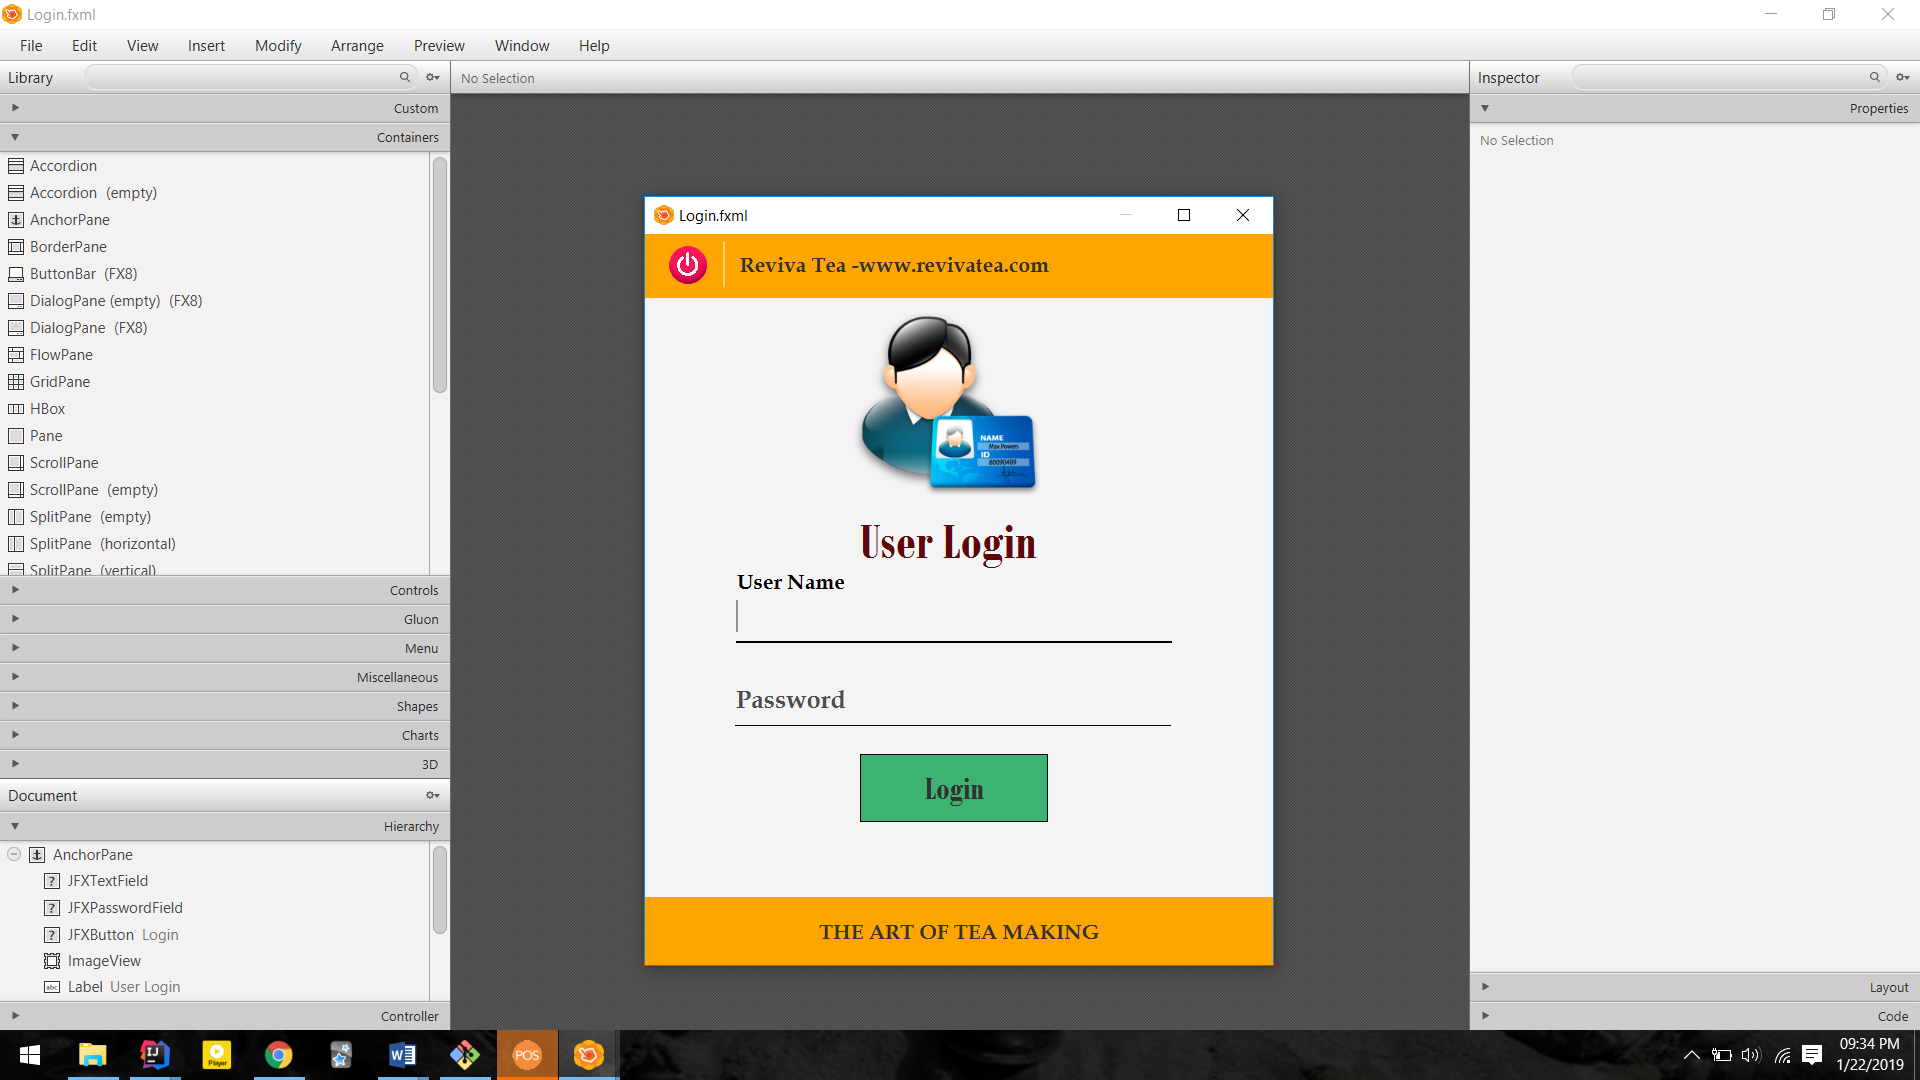 Login.fxml
File Edit View Insert Modify Arrange Preview Window Help
Library
Custom
Containers
Accordion
Accordion (empty)
AnchorPane
BorderPane
ButtonBar (FX8)
DialogPane (empty) (FX8)
DialogPane (FX8)
FlowPane
GridPane
HBox
Pane
ScrollPane
ScrollPane (empty)
SplitPane (empty)
SplitPane (horizontal)
SplitPane (vertical)
Controls
Gluon
Menu
Miscellaneous
Shapes
Charts
3D
Document
Hierarchy
AnchorPane
JFXTextField
JFXPasswordField
JFXButton Login
ImageView
Label User Login
Controller
No Selection
Login.fxml
Reviva Tea -www.revivatea.com
NAME
Max Powers
ID
80090409
User Login
User Name
Password
Login
THE ART OF TEA MAKING
Inspector
Properties
No Selection
Layout
Code
Player
POS
09:34 PM
1/22/2019